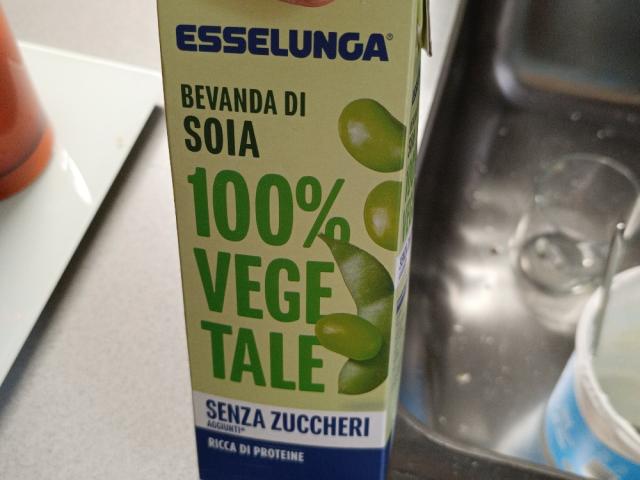 ESSELUNGA®
BEVANDA DI
SOIA
100%
VEGE
TALE
SENZA ZUCCHERI
AGGIUNTI*
RICCA DI PROTEINE